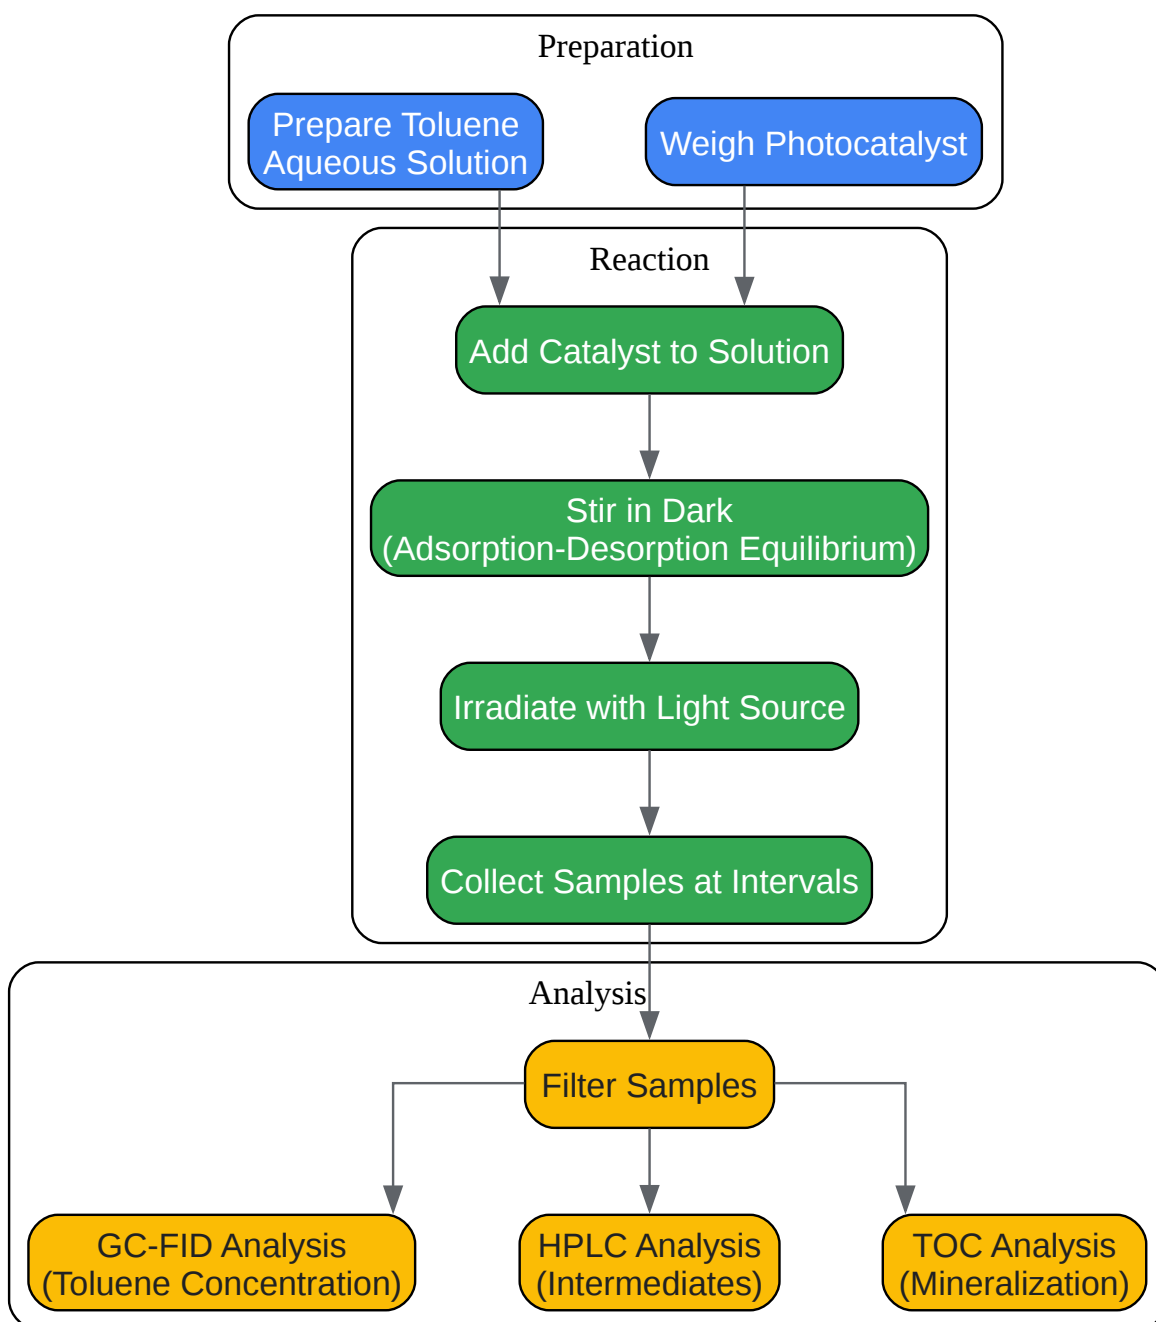 Preparation
Prepare Toluene
Aqueous Solution
Weigh Photocatalyst
Reaction
Add Catalyst to Solution
Stir in Dark
(Adsorption-Desorption Equilibrium)
Irradiate with Light Source
Collect Samples at Intervals
Analysis
Filter Samples
GC-FID Analysis
(Toluene Concentration)
HPLC Analysis
(Intermediates)
TOC Analysis
(Mineralization)